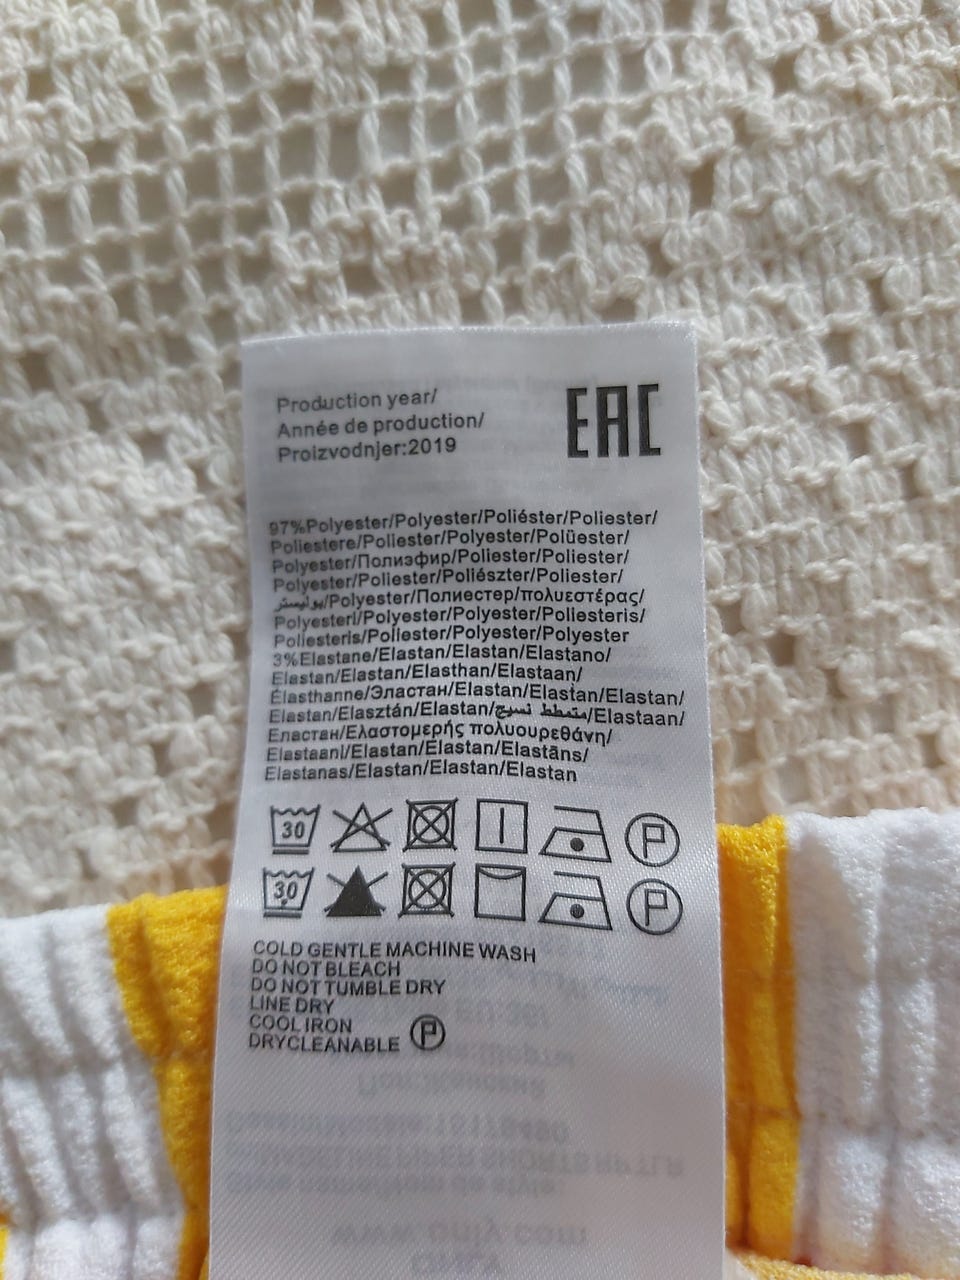 Production year/
Année de production/
Proizvodnjer:2019
EAC
97%Polyester/Polyester/Poliéster/Poliester/
Poliestere/Poliester/Polyester/Polüester/
Polyester/Полиэфир/Poliester/Poliester/
Polyester/Poliester/Poliészter/Poliester/
بوليستر/Polyester/Полиестер/πολυεστέρας/
Polyesteri/Polyester/Polyester/Poliesteris/
Poliesteris/Poliester/Polyester/Polyester
3%Elastane/Elastan/Elastan/Elastano/
Elastan/Elastan/Elasthan/Elastaan/
Élasthanne/Эластан/Elastan/Elastan/Elastan/
Elastan/Elasztán/Elastan/متمطط نسيج/Elastaan/
Еластан/Ελαστομερής πολυουρεθάνη/
Elastaani/Elastan/Elastan/Elastāns/
Elastanas/Elastan/Elastan/Elastan
30 P
30 P
COLD GENTLE MACHINE WASH
DO NOT BLEACH
DO NOT TUMBLE DRY
LINE DRY
COOL IRON
DRYCLEANABLE P